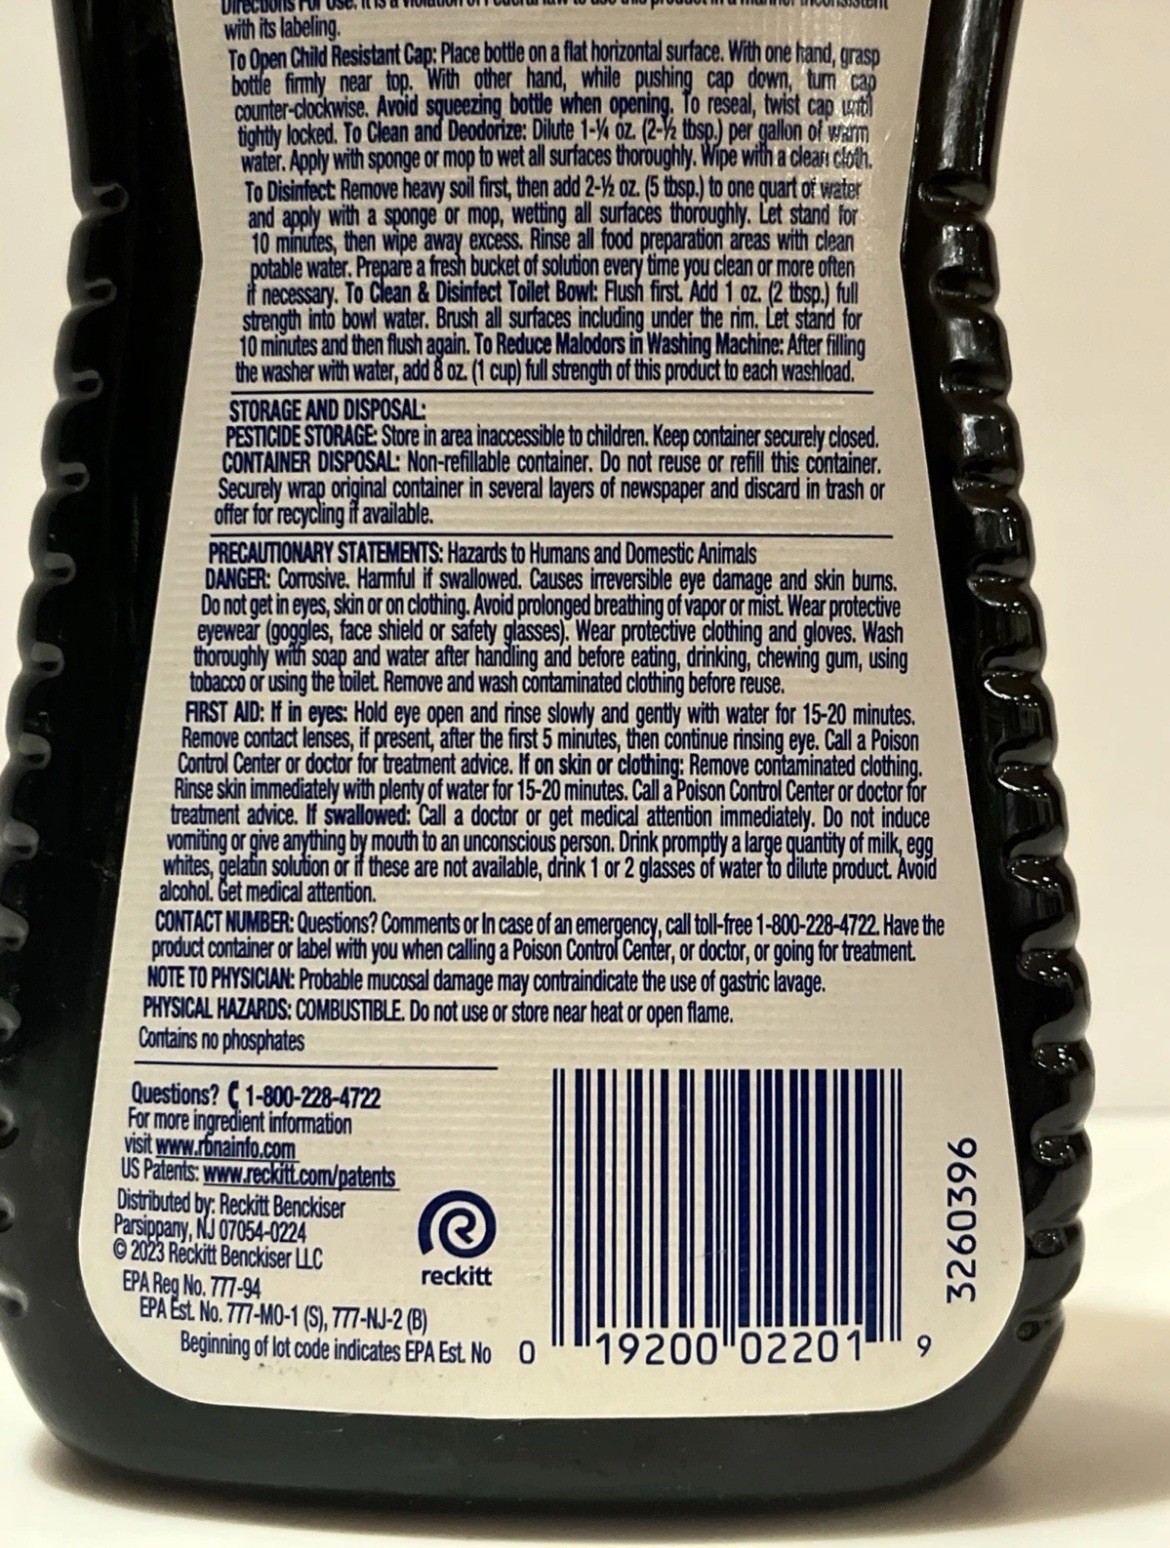 Directions For Use: It is a violation of Federal law to use this product in a manner inconsistent
with its labeling.
To Open Child Resistant Cap: Place bottle on a flat horizontal surface. With one hand, grasp
bottle firmly near top. With other hand, while pushing cap down, turn cap
counter-clockwise. Avoid squeezing bottle when opening. To reseal, twist cap until
tightly locked. To Clean and Deodorize: Dilute 1-¼ oz. (2-½ tbsp.) per gallon of warm
water. Apply with sponge or mop to wet all surfaces thoroughly. Wipe with a clean cloth.
To Disinfect: Remove heavy soil first, then add 2-½ oz. (5 tbsp.) to one quart of water
and apply with a sponge or mop, wetting all surfaces thoroughly. Let stand for
10 minutes, then wipe away excess. Rinse all food preparation areas with clean
potable water. Prepare a fresh bucket of solution every time you clean or more often
if necessary. To Clean & Disinfect Toilet Bowl: Flush first. Add 1 oz. (2 tbsp.) full
strength into bowl water. Brush all surfaces including under the rim. Let stand for
10 minutes and then flush again. To Reduce Malodors in Washing Machine: After filling
the washer with water, add 8 oz. (1 cup) full strength of this product to each washload.
STORAGE AND DISPOSAL:
PESTICIDE STORAGE: Store in area inaccessible to children. Keep container securely closed.
CONTAINER DISPOSAL: Non-refillable container. Do not reuse or refill this container.
Securely wrap original container in several layers of newspaper and discard in trash or
offer for recycling if available.
PRECAUTIONARY STATEMENTS: Hazards to Humans and Domestic Animals
DANGER: Corrosive. Harmful if swallowed. Causes irreversible eye damage and skin burns.
Do not get in eyes, skin or on clothing. Avoid prolonged breathing of vapor or mist. Wear protective
eyewear (goggles, face shield or safety glasses). Wear protective clothing and gloves. Wash
thoroughly with soap and water after handling and before eating, drinking, chewing gum, using
tobacco or using the toilet. Remove and wash contaminated clothing before reuse.
FIRST AID: If in eyes: Hold eye open and rinse slowly and gently with water for 15-20 minutes.
Remove contact lenses, if present, after the first 5 minutes, then continue rinsing eye. Call a Poison
Control Center or doctor for treatment advice. If on skin or clothing: Remove contaminated clothing.
Rinse skin immediately with plenty of water for 15-20 minutes. Call a Poison Control Center or doctor for
treatment advice. If swallowed: Call a doctor or get medical attention immediately. Do not induce
vomiting or give anything by mouth to an unconscious person. Drink promptly a large quantity of milk, egg
whites, gelatin solution or if these are not available, drink 1 or 2 glasses of water to dilute product. Avoid
alcohol. Get medical attention.
CONTACT NUMBER: Questions? Comments or In case of an emergency, call toll-free 1-800-228-4722. Have the
product container or label with you when calling a Poison Control Center, or doctor, or going for treatment.
NOTE TO PHYSICIAN: Probable mucosal damage may contraindicate the use of gastric lavage.
PHYSICAL HAZARDS: COMBUSTIBLE. Do not use or store near heat or open flame.
Contains no phosphates
Questions? 1-800-228-4722
For more ingredient information
visit www.rbnainfo.com
US Patents: www.reckitt.com/patents
Distributed by: Reckitt Benckiser
Parsippany, NJ 07054-0224
© 2023 Reckitt Benckiser LLC
EPA Reg No. 777-94
EPA Est. No. 777-MO-1 (S), 777-NJ-2 (B)
Beginning of lot code indicates EPA Est. No
reckitt
0 19200 02201 9
3260396